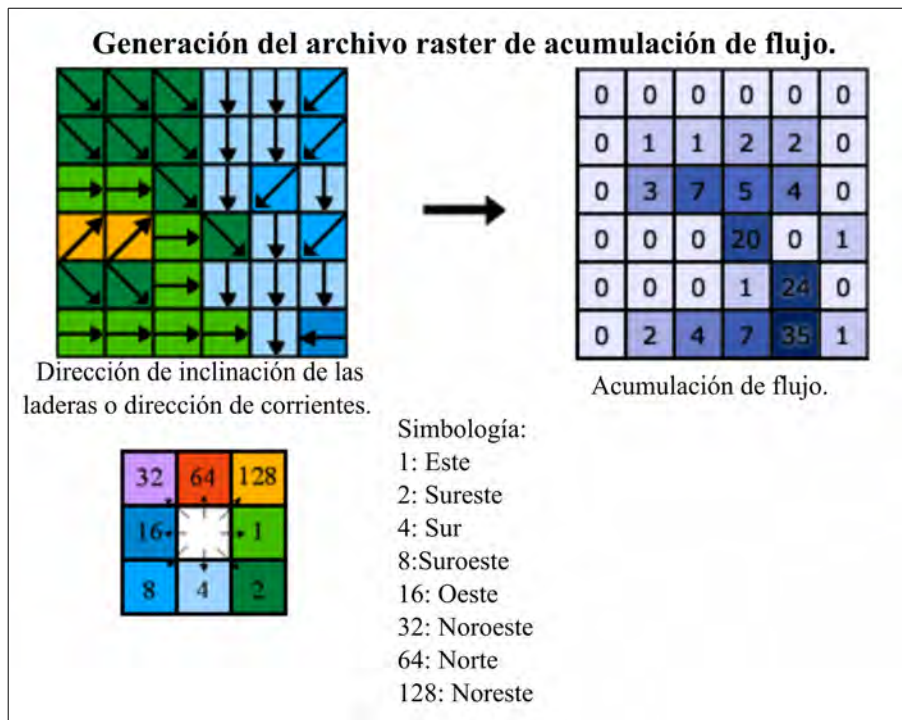 Generación del archivo raster de acumulación de flujo.
0 0 0 0 0 0
0 1 1 2 2 0
0 3 7 5 4 0
0 0 0 20 0 1
0 0 0 1 24 0
0 2 4 7 35 1
Dirección de inclinación de las
laderas o dirección de corrientes.
Acumulación de flujo.
32 64 128
16 1
8 4 2
Simbología:
1: Este
2: Sureste
4: Sur
8:Suroeste
16: Oeste
32: Noroeste
64: Norte
128: Noreste